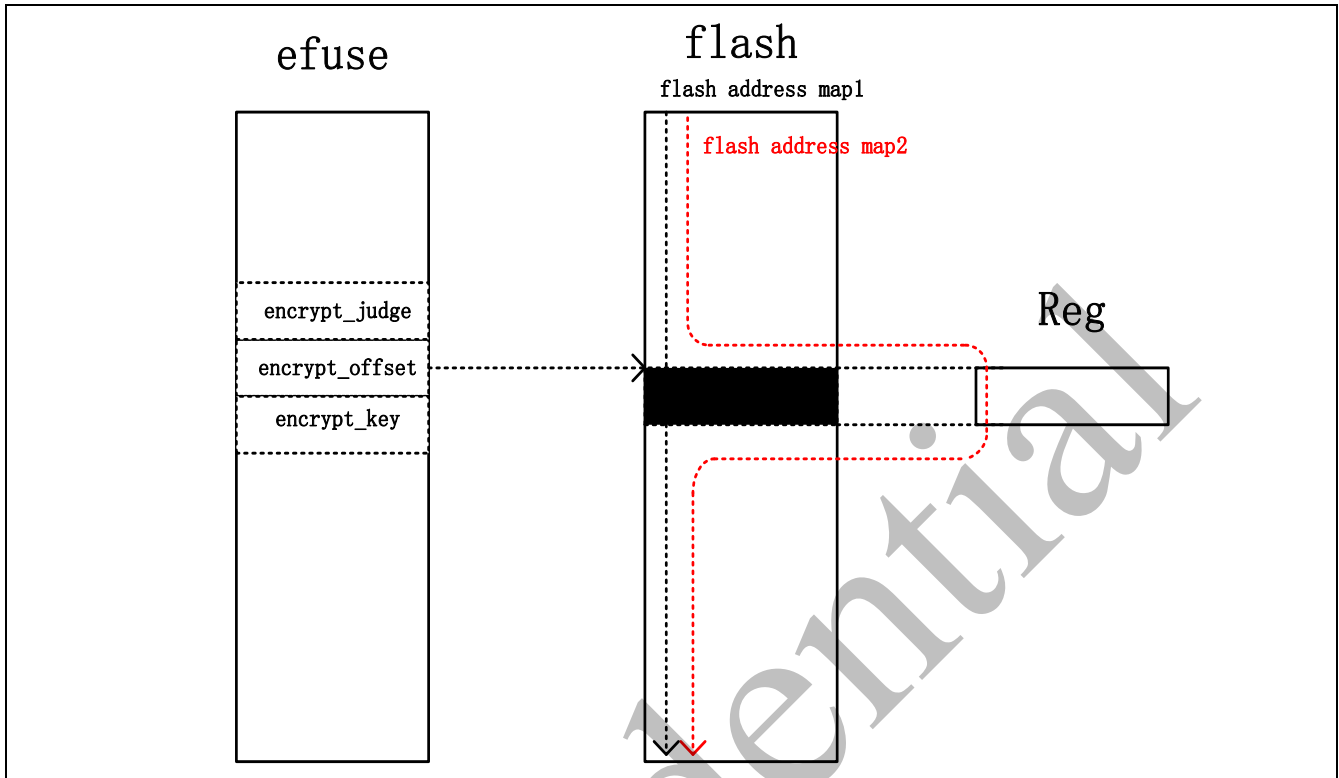 efuse
flash
flash address map1
flash address map2
encrypt_judge
Reg
encrypt_offset
encrypt_key
dential